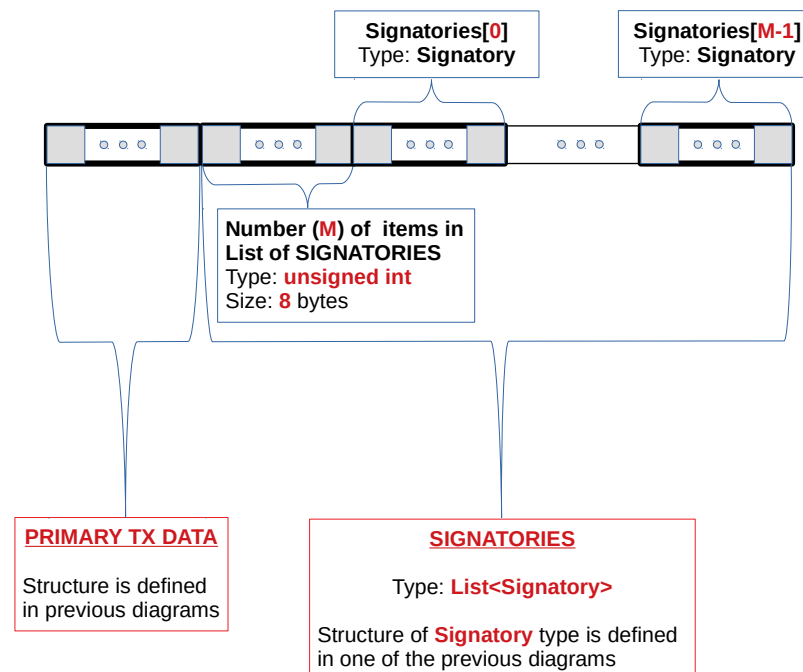 Signatories[0]
Type: Signatory
Signatories[M-1]
Type: Signatory
Number (M) of items in
List of SIGNATORIES
Type: unsigned int
Size: 8 bytes
PRIMARY TX DATA
Structure is defined
in previous diagrams
SIGNATORIES
Type: List<Signatory>
Structure of Signatory type is defined
in one of the previous diagrams